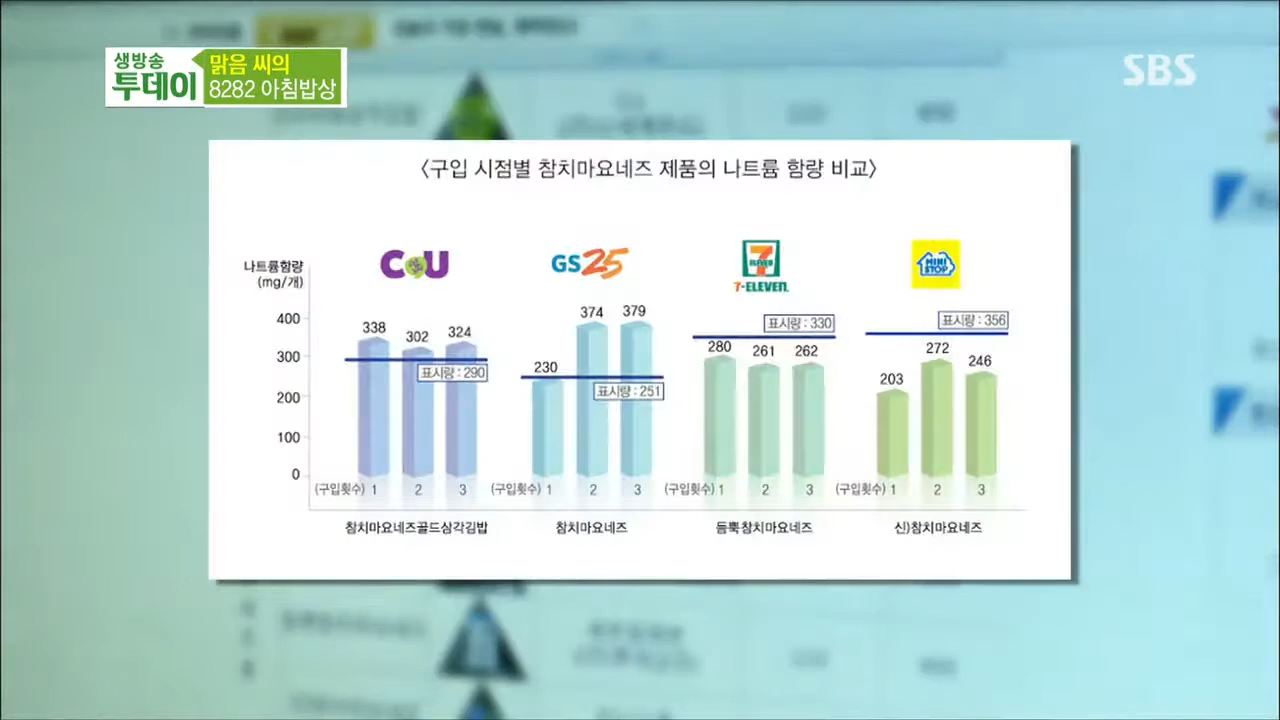 생방송
투데이
맑음 씨의
8282 아침밥상
SBS
〈구입 시점별 참치마요네즈 제품의 나트륨 함량 비교〉
나트륨함량
(mg/개)
CU
GS25
7
ELEVEN
7-ELEVEN.
MINI
STOP
400
300
200
100
0
338 302 324
표시량 : 290
230 374 379
표시량 : 251
280 261 262
표시량 : 330
203 272 246
표시량 : 356
(구입횟수) 1 2 3 (구입횟수) 1 2 3 (구입횟수) 1 2 3 (구입횟수) 1 2 3
참치마요네즈골드삼각김밥 참치마요네즈 듬뿍참치마요네즈 신)참치마요네즈